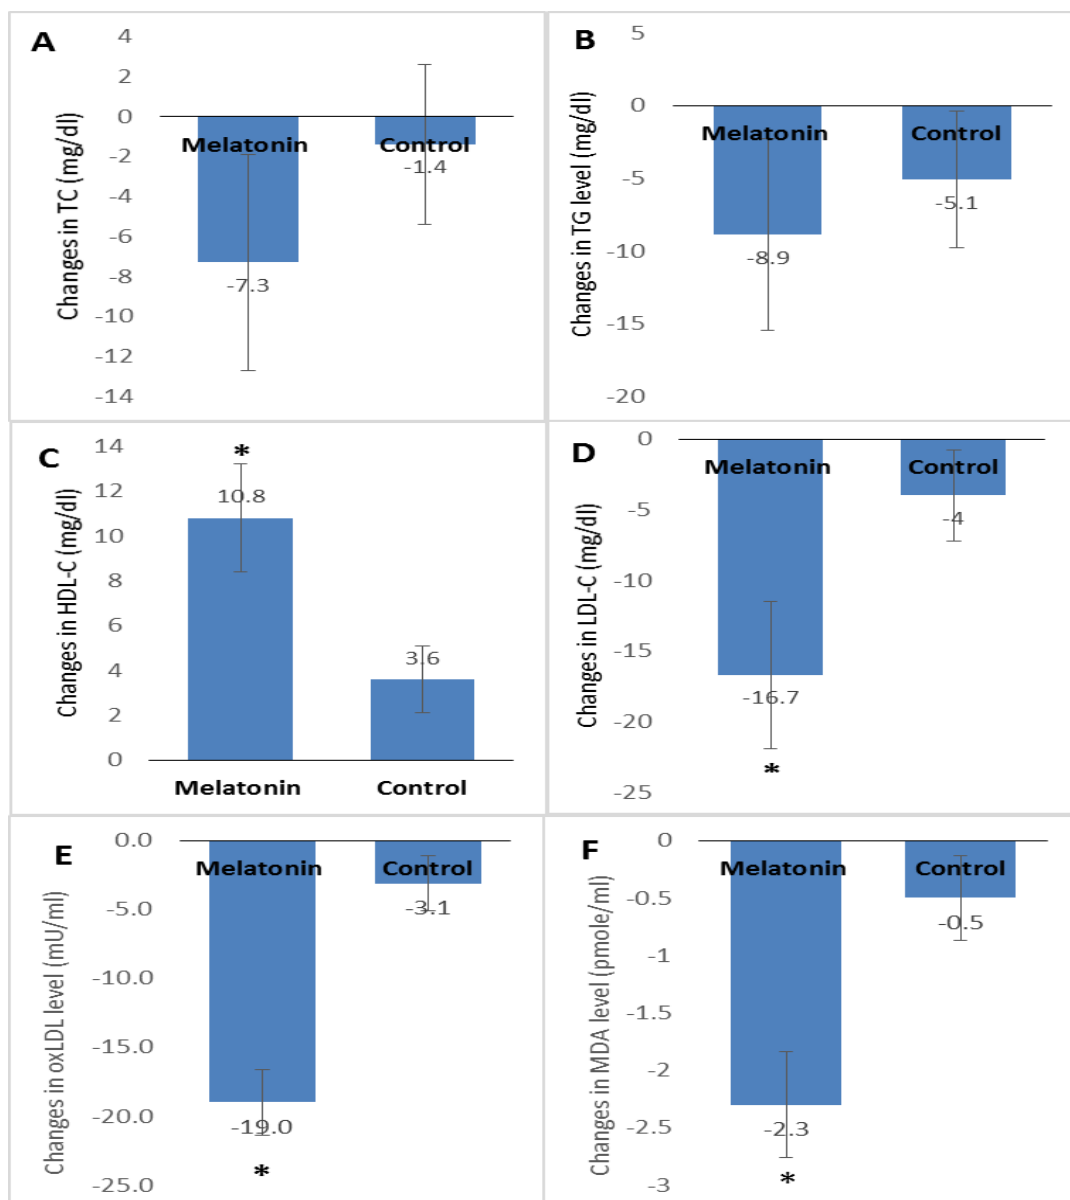 A
Changes in TC (mg/dl)
4
2
0
-2
-4
-6
-8
-10
-12
-14
Melatonin
Control
-7.3
-1.4
B
Changes in TG level (mg/dl)
5
0
-5
-10
-15
-20
Melatonin
Control
-8.9
-5.1
C
Changes in HDL-C (mg/dl)
14
12
10
8
6
4
2
0
*
10.8
3.6
Melatonin
Control
D
Changes in LDL-C (mg/dl)
0
-5
-10
-15
-20
-25
Melatonin
Control
-16.7
-4
*
E
Changes in oxLDL level (mU/ml)
0.0
-5.0
-10.0
-15.0
-20.0
-25.0
Melatonin
Control
-19.0
-3.1
*
F
Changes in MDA level (pmole/ml)
0
-0.5
-1
-1.5
-2
-2.5
-3
Melatonin
Control
-2.3
-0.5
*